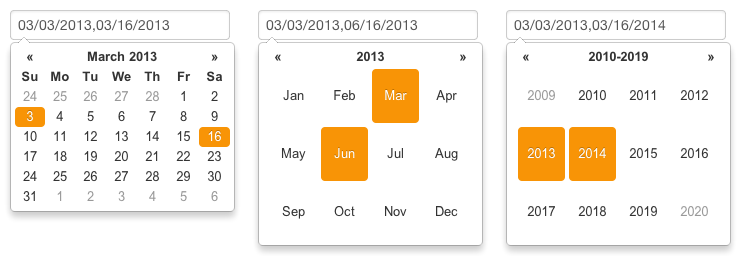 03/03/2013,03/16/2013
« March 2013 »
Su Mo Tu We Th Fr Sa
24 25 26 27 28 1 2
3 4 5 6 7 8 9
10 11 12 13 14 15 16
17 18 19 20 21 22 23
24 25 26 27 28 29 30
31 1 2 3 4 5 6
03/03/2013,06/16/2013
« 2013 »
Jan Feb Mar Apr
May Jun Jul Aug
Sep Oct Nov Dec
03/03/2013,03/16/2014
« 2010-2019 »
2009 2010 2011 2012
2013 2014 2015 2016
2017 2018 2019 2020